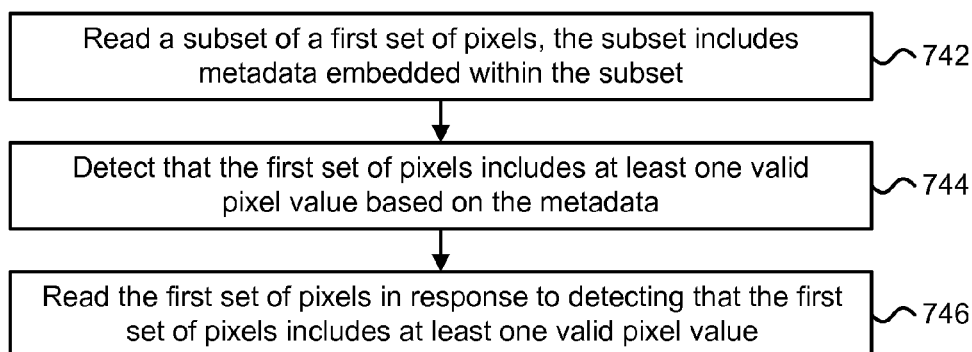 Read a subset of a first set of pixels, the subset includes
metadata embedded within the subset
742
Detect that the first set of pixels includes at least one valid
pixel value based on the metadata
744
Read the first set of pixels in response to detecting that the first
set of pixels includes at least one valid pixel value
746